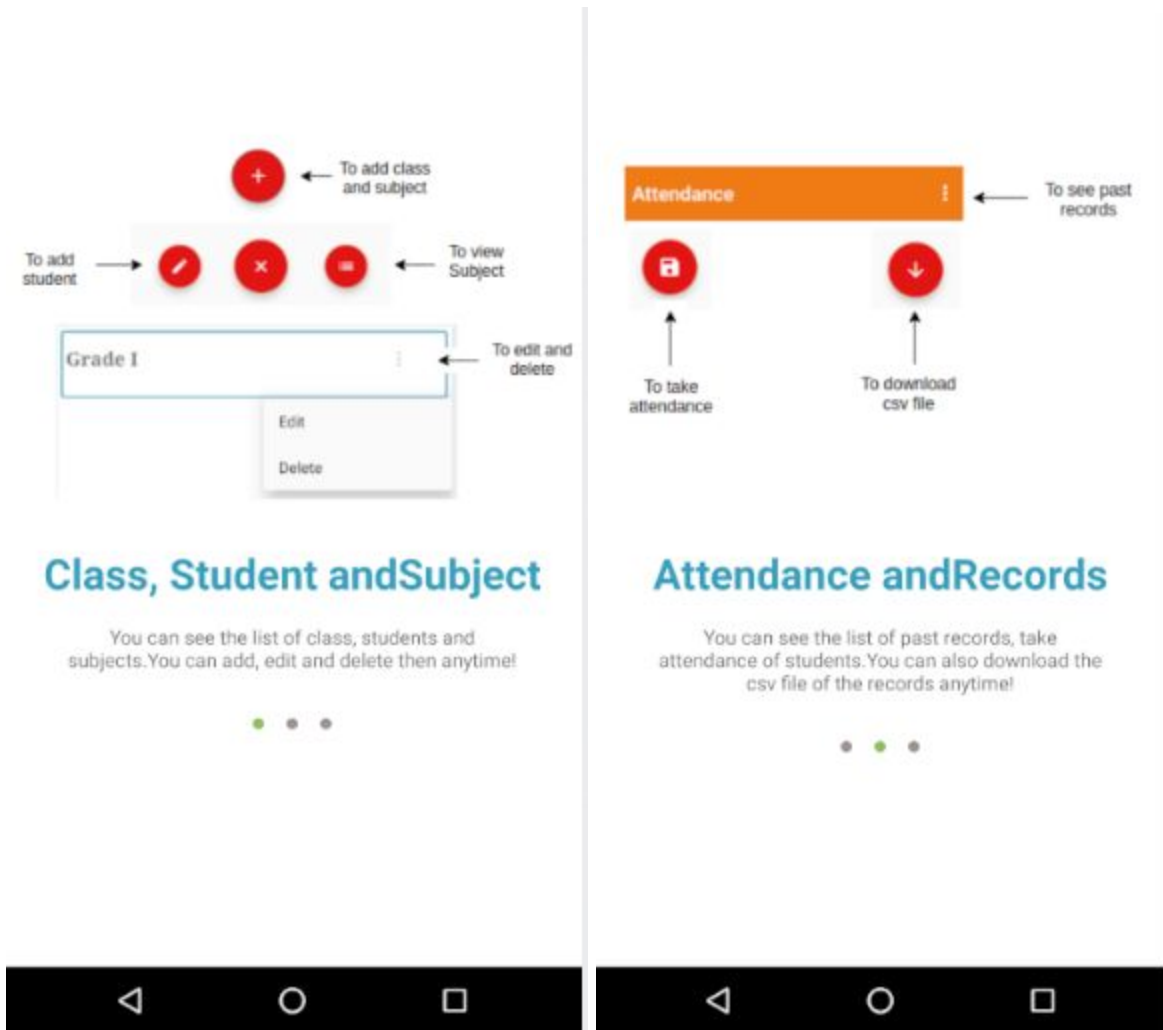 To add class
and subject
To add
student
To view
Subject
Grade I
To edit and
delete
Edit
Delete
Class, Student andSubject
You can see the list of class, students and
subjects.You can add, edit and delete then anytime!
Attendance
To see past
records
To take
attendance
To download
csv file
Attendance andRecords
You can see the list of past records, take
attendance of students.You can also download the
csv file of the records anytime!